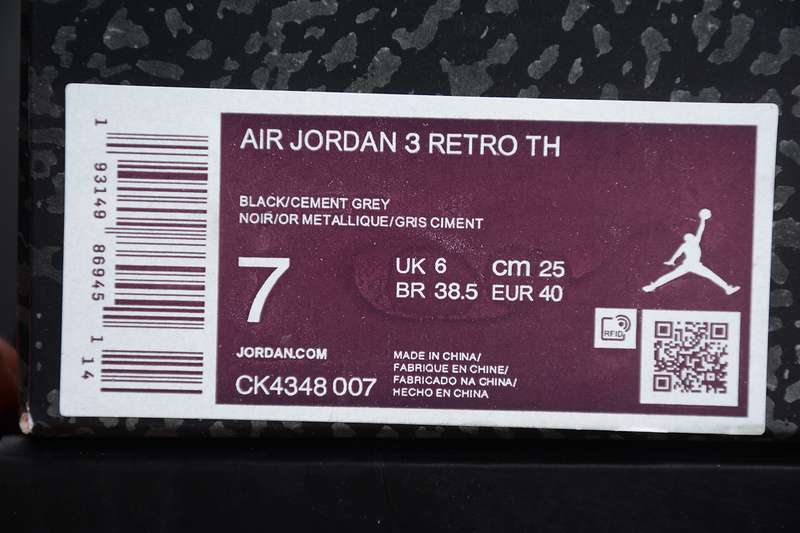 AIR JORDAN 3 RETRO TH
BLACK/CEMENT GREY
NOIR/OR METALLIQUE/GRIS CIMENT
7
UK 6 cm 25
BR 38.5 EUR 40
JORDAN.COM
CK4348 007
MADE IN CHINA/
FABRIQUE EN CHINE/
FABRICADO NA CHINA/
HECHO EN CHINA
RFID
1 93149 86945 1 14